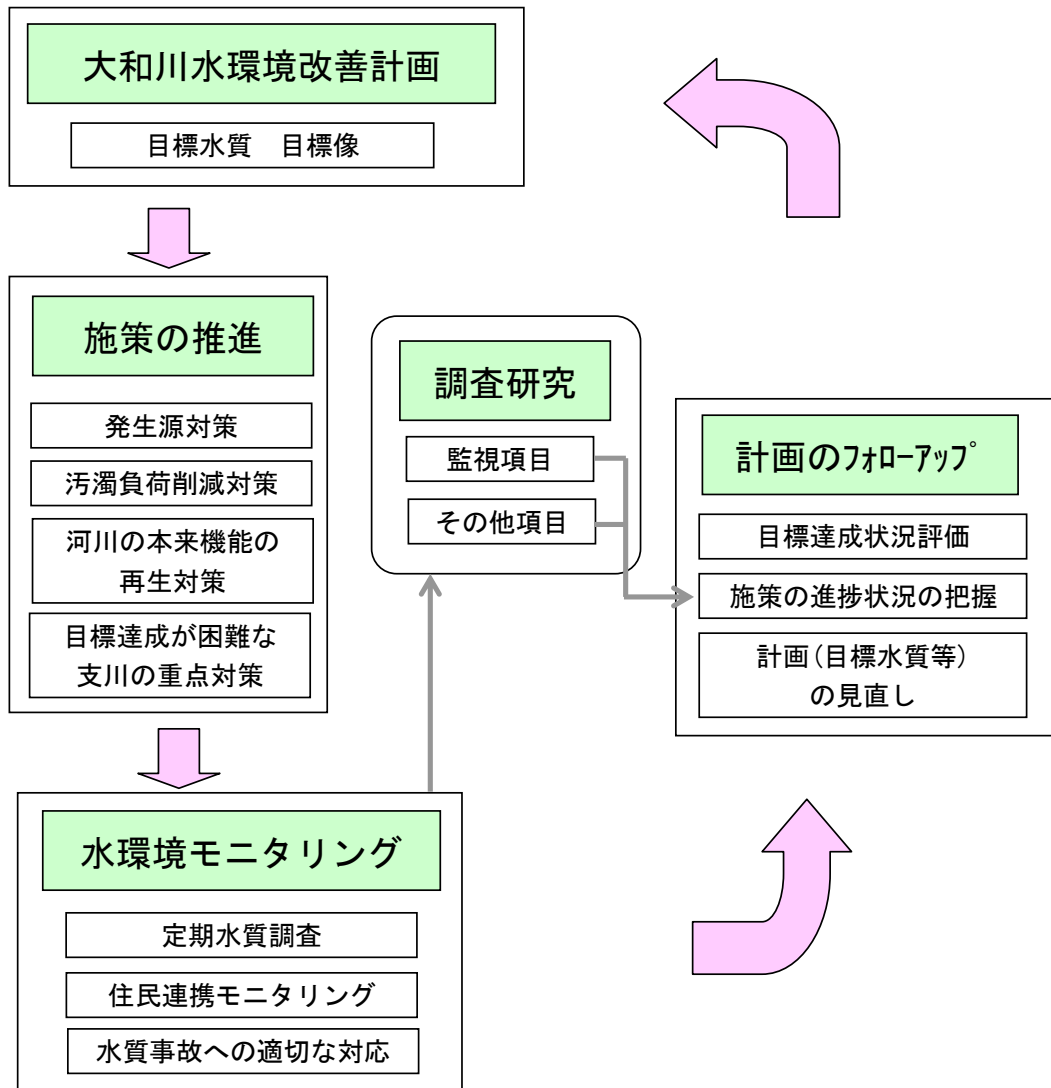 大和川水環境改善計画
目標水質　目標像
施策の推進
発生源対策
汚濁負荷削減対策
河川の本来機能の
再生対策
目標達成が困難な
支川の重点対策
水環境モニタリング
定期水質調査
住民連携モニタリング
水質事故への適切な対応
調査研究
監視項目
その他項目
計画のﾌｫﾛｰｱｯﾌﾟ
目標達成状況評価
施策の進捗状況の把握
計画(目標水質等)
の見直し